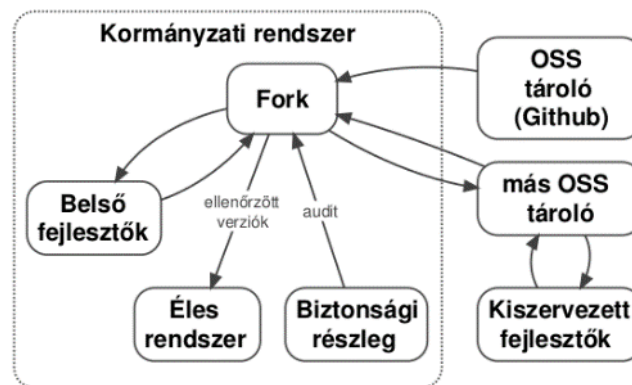 Kormányzati rendszer
Fork
OSS
tároló
(Github)
Belső
fejlesztők
ellenőrzött
verziók
audit
más OSS
tároló
Éles
rendszer
Biztonsági
részleg
Kiszervezett
fejlesztők